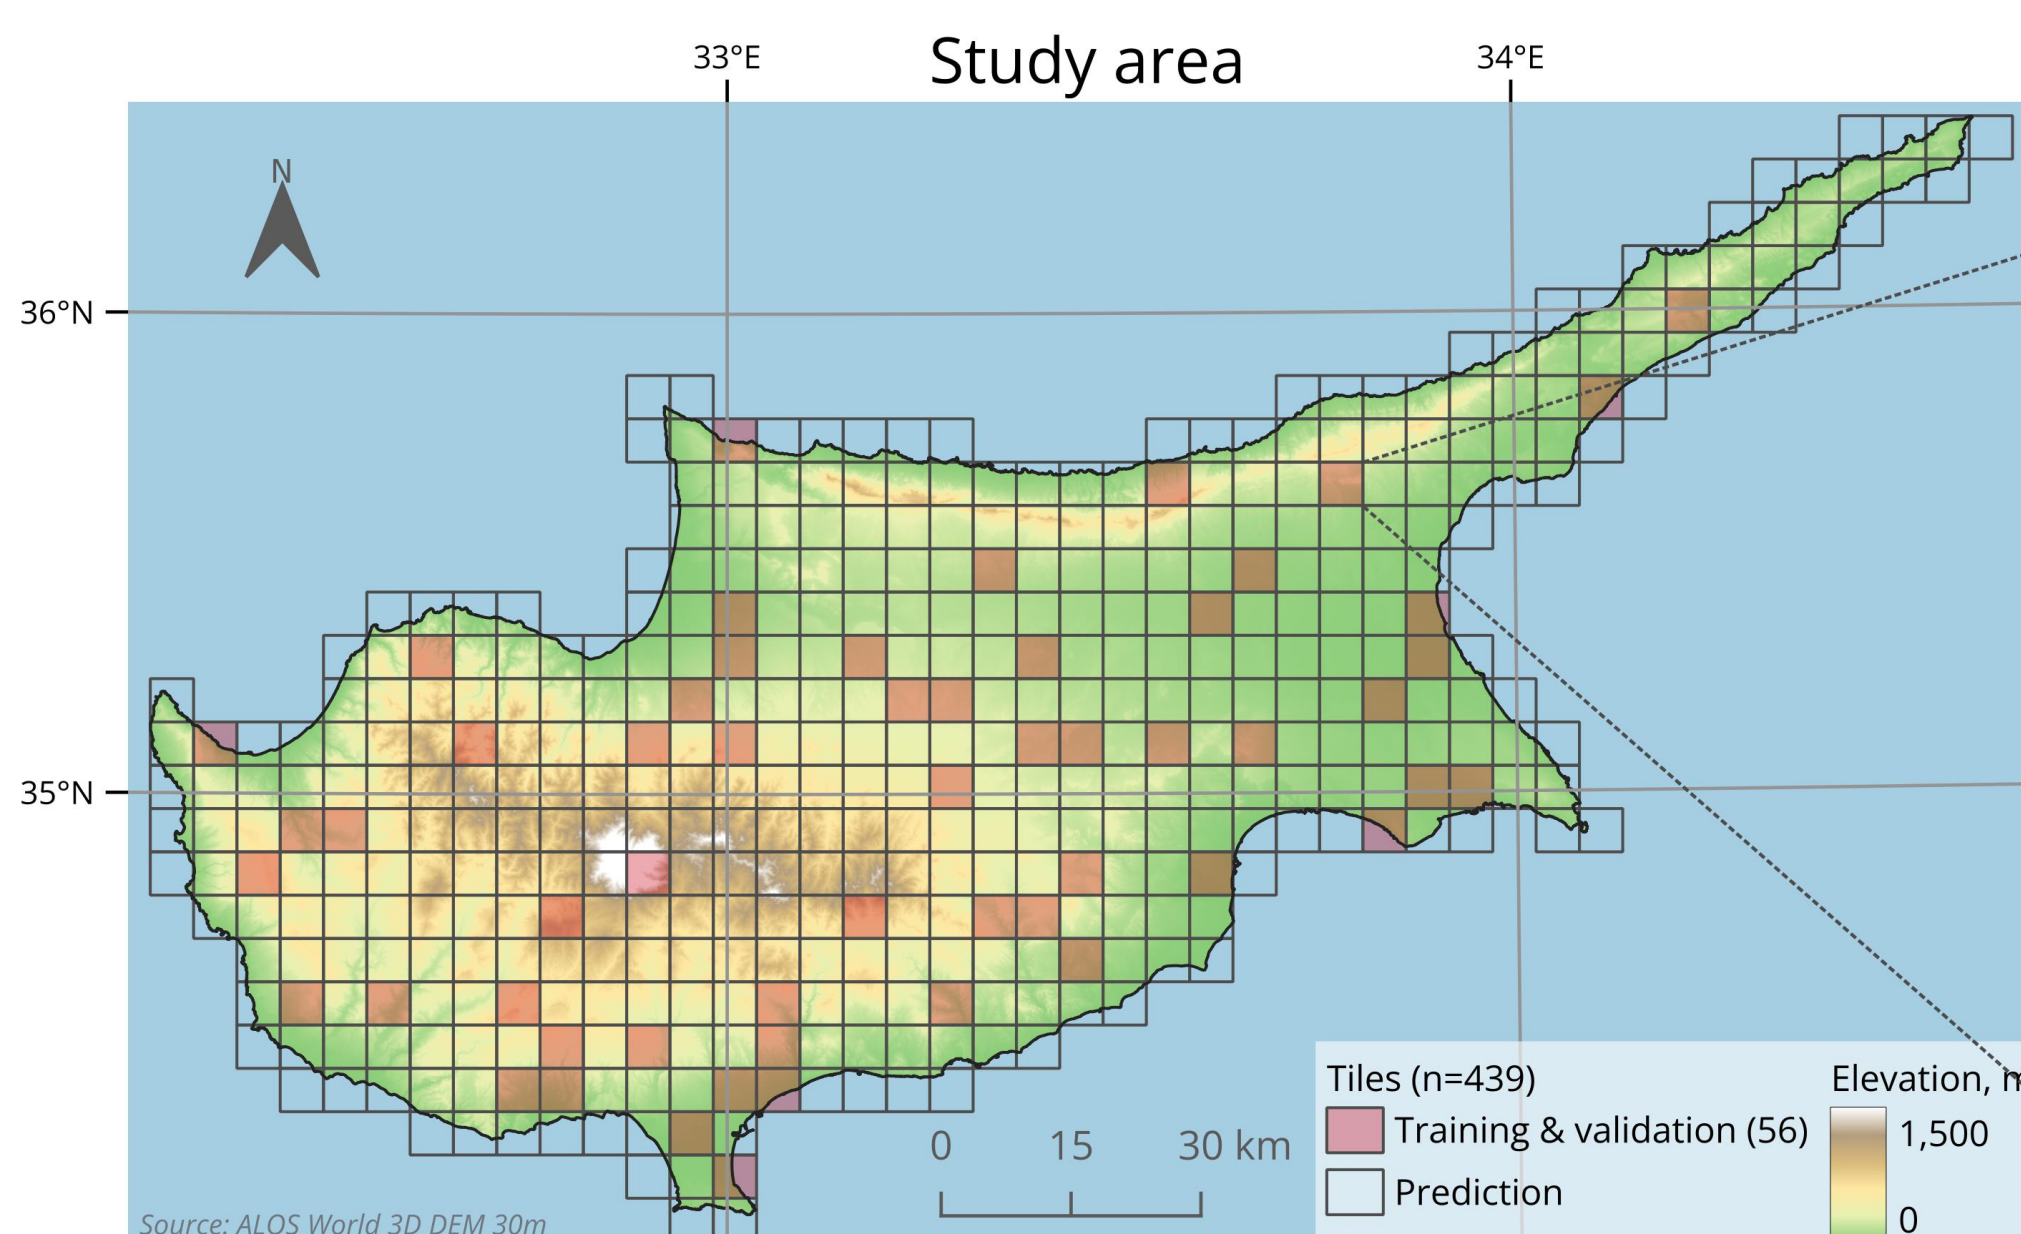 Study area
33°E 34°E
N
36°N
35°N
0 15 30 km
Tiles (n=439)
Training & validation (56)
Prediction
Elevation, m
1,500
0
Source: ALOS World 3D DEM 30m